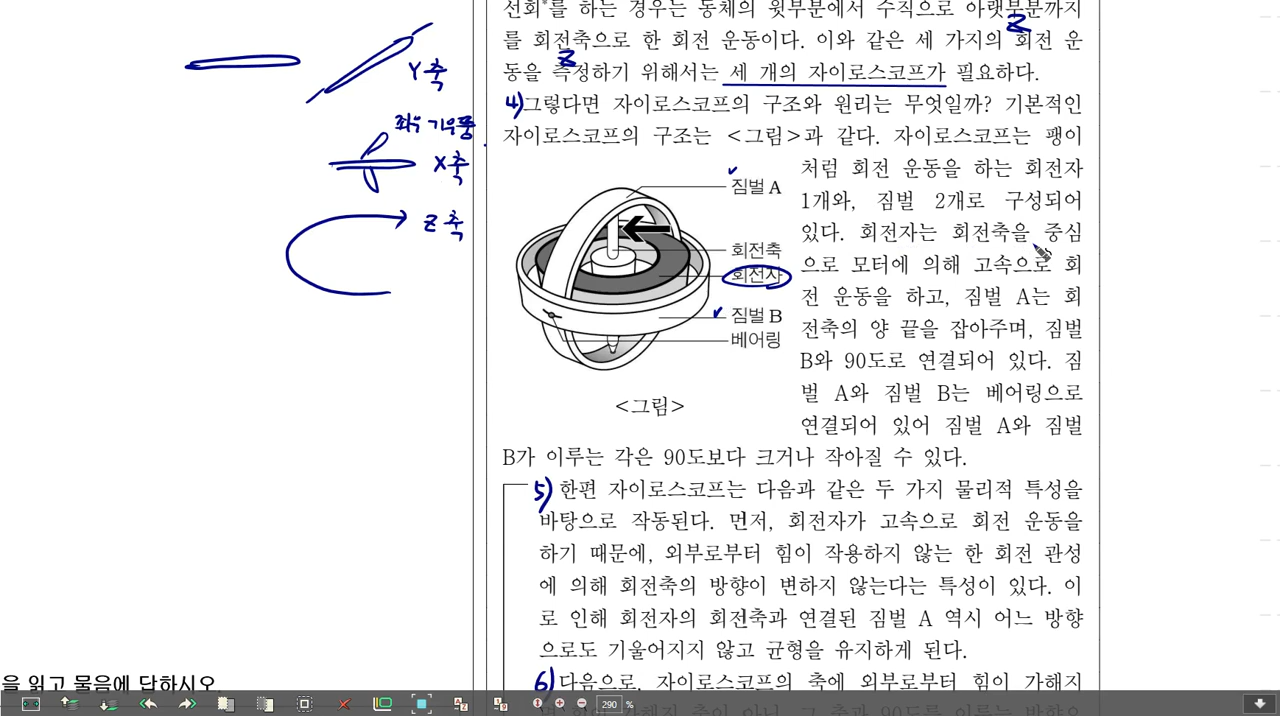 선회*를 하는 경우는 동체의 윗부분에서 수직으로 아랫부분까지
Z
를 회전축으로 한 회전 운동이다. 이와 같은 세 가지의 회전 운
Z
동을 측정하기 위해서는 세 개의 자이로스코프가 필요하다.
Y축
4)그렇다면 자이로스코프의 구조와 원리는 무엇일까? 기본적인
좌우 기우뚱
자이로스코프의 구조는 <그림>과 같다. 자이로스코프는 팽이
X축
Z축
처럼 회전 운동을 하는 회전자
1개와, 짐벌 2개로 구성되어
있다. 회전자는 회전축을 중심
으로 모터에 의해 고속으로 회
전 운동을 하고, 짐벌 A는 회
전축의 양 끝을 잡아주며, 짐벌
B와 90도로 연결되어 있다. 짐
벌 A와 짐벌 B는 베어링으로
연결되어 있어 짐벌 A와 짐벌
짐벌 A
회전축
회전자
짐벌 B
베어링
<그림>
B가 이루는 각은 90도보다 크거나 작아질 수 있다.
5) 한편 자이로스코프는 다음과 같은 두 가지 물리적 특성을
바탕으로 작동된다. 먼저, 회전자가 고속으로 회전 운동을
하기 때문에, 외부로부터 힘이 작용하지 않는 한 회전 관성
에 의해 회전축의 방향이 변하지 않는다는 특성이 있다. 이
로 인해 회전자의 회전축과 연결된 짐벌 A 역시 어느 방향
으로도 기울어지지 않고 균형을 유지하게 된다.
6)다음으로, 자이로스코프의 축에 외부로부터 힘이 가해지
을 읽고 물음에 답하시오.
290 %